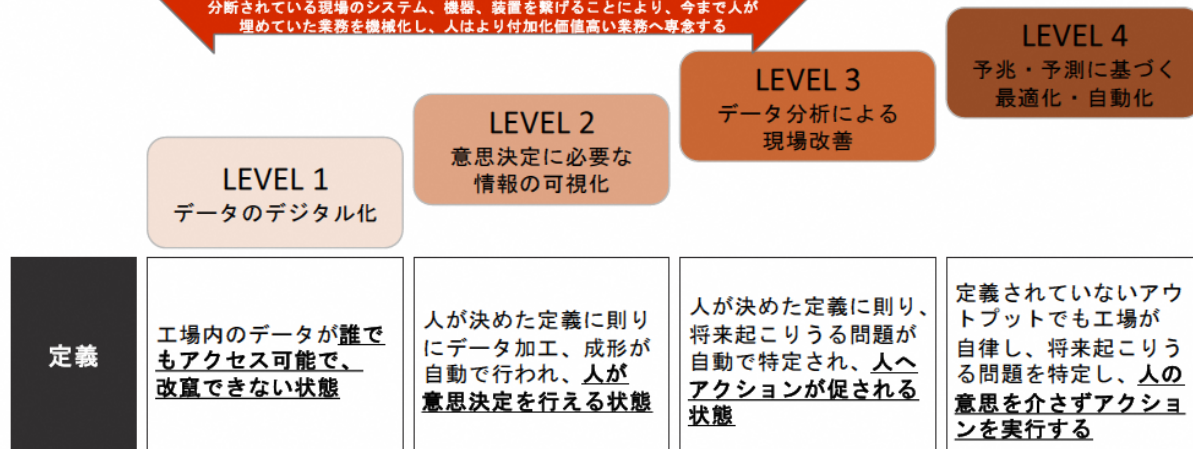 分断されている現場のシステム、機器、装置を繋げることにより、今まで人が
埋めていた業務を機械化し、人はより付加化価値高い業務へ専念する
LEVEL 1
データのデジタル化
LEVEL 2
意思決定に必要な
情報の可視化
LEVEL 3
データ分析による
現場改善
LEVEL 4
予兆・予測に基づく
最適化・自動化
定義
工場内のデータが誰で
もアクセス可能で、
改竄できない状態
人が決めた定義に則り
にデータ加工、成形が
自動で行われ、人が
意思決定を行える状態
人が決めた定義に則り、
将来起こりうる問題が
自動で特定され、人へ
アクションが促される
状態
定義されていないアウ
トプットでも工場が
自律し、将来起こりう
る問題を特定し、人の
意思を介さずアクショ
ンを実行する